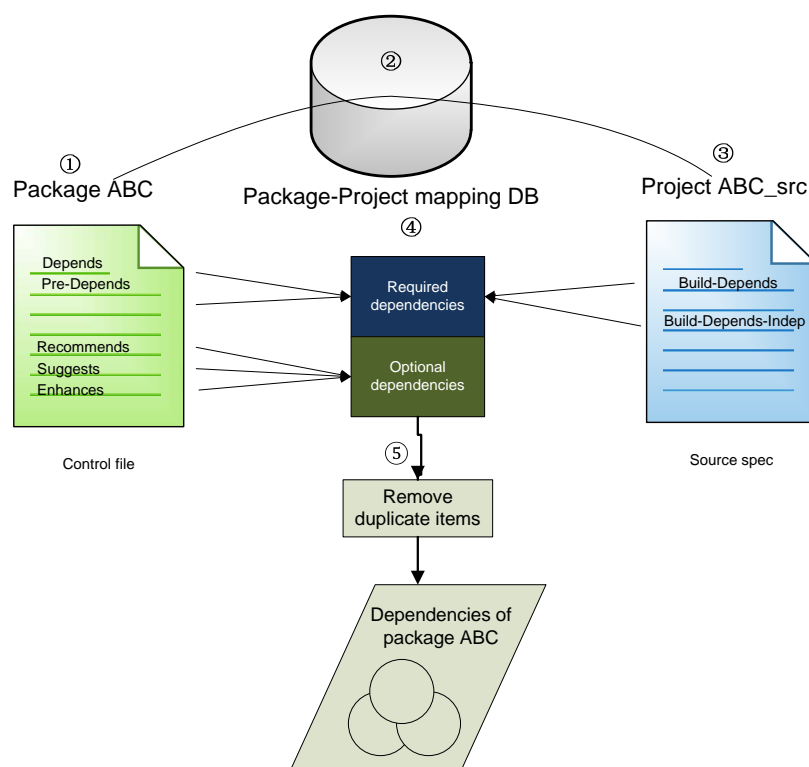 ②
①
Package ABC
③
Project ABC_src
Package-Project mapping DB
④
Depends
Pre-Depends
Recommends
Suggests
Enhances
Control file
Required
dependencies
Optional
dependencies
Build-Depends
Build-Depends-Indep
Source spec
⑤
Remove
duplicate items
Dependencies of
package ABC